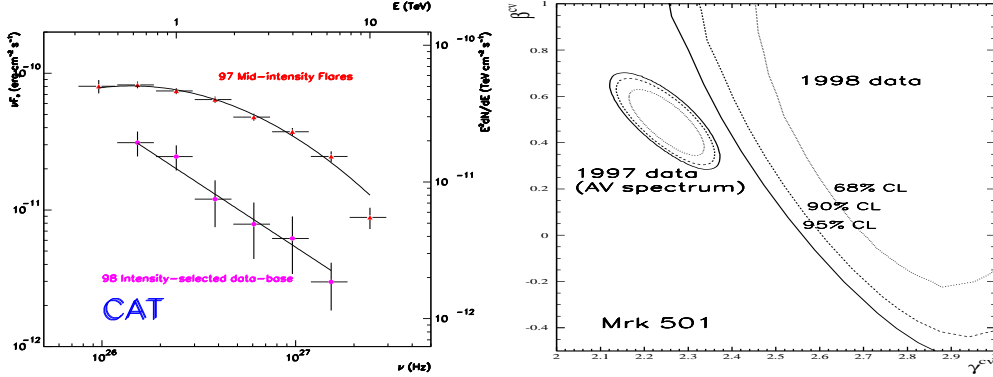 E (TeV)
1
10
νFν (erg cm⁻² s⁻¹)
10⁻¹⁰
10⁻¹¹
10⁻¹²
10⁻¹⁰
10⁻¹¹
10⁻¹²
E²dN/dE (TeV cm⁻² s⁻¹)
97 Mid-intensity Flares
98 Intensity-selected data-base
CAT
10²⁶
10²⁷
ν (Hz)
βᶜᵛ
1
0.8
0.6
0.4
0.2
0
-0.2
-0.4
1998 data
1997 data
(AV spectrum)
68% CL
90% CL
95% CL
Mrk 501
2
2.1
2.2
2.3
2.4
2.5
2.6
2.7
2.8
2.9
3
γᶜᵛ